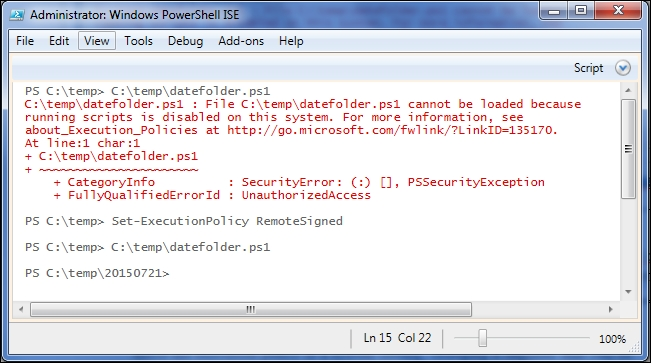 Administrator: Windows PowerShell ISE
File Edit View Tools Debug Add-ons Help
Script
PS C:\temp> C:\temp\datefolder.ps1
C:\temp\datefolder.ps1 : File C:\temp\datefolder.ps1 cannot be loaded because
running scripts is disabled on this system. For more information, see
about_Execution_Policies at http://go.microsoft.com/fwlink/?LinkID=135170.
At line:1 char:1
+ C:\temp\datefolder.ps1
+ ~~~~~~~~~~~~~~~~~~~~~~
    + CategoryInfo          : SecurityError: (:) [], PSSecurityException
    + FullyQualifiedErrorId : UnauthorizedAccess
PS C:\temp> Set-ExecutionPolicy RemoteSigned
PS C:\temp> C:\temp\datefolder.ps1
PS C:\temp\20150721>
Ln 15 Col 22 100%